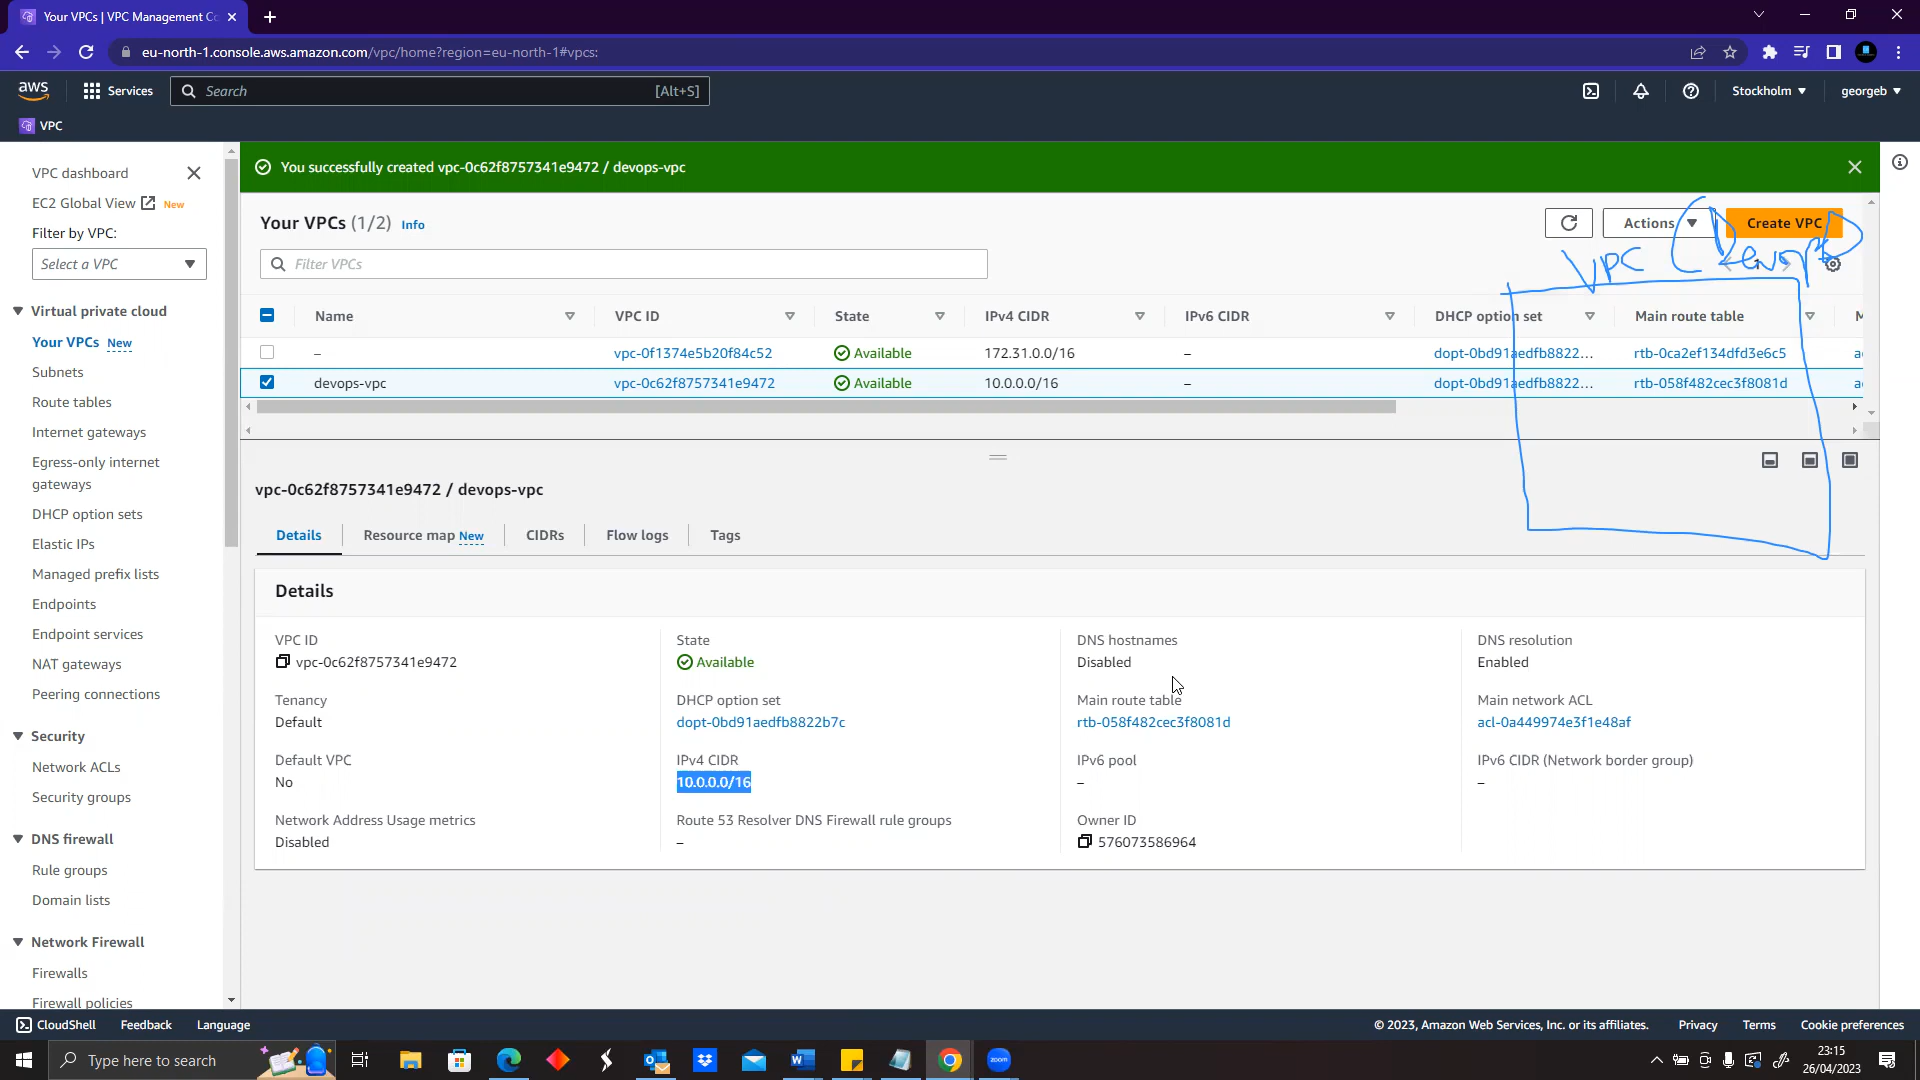 Your VPCs | VPC Management Co
eu-north-1.console.aws.amazon.com/vpc/home?region=eu-north-1#vpcs:
aws
Services
Search
[Alt+S]
Stockholm
georgeb
VPC
VPC dashboard
EC2 Global View New
Filter by VPC:
Select a VPC
Virtual private cloud
Your VPCs New
Subnets
Route tables
Internet gateways
Egress-only internet
gateways
DHCP option sets
Elastic IPs
Managed prefix lists
Endpoints
Endpoint services
NAT gateways
Peering connections
Security
Network ACLs
Security groups
DNS firewall
Rule groups
Domain lists
Network Firewall
Firewalls
Firewall policies
You successfully created vpc-0c62f8757341e9472 / devops-vpc
Your VPCs (1/2) Info
Actions
Create VPC
Filter VPCs
1
VPC (Devops)
Name VPC ID State IPv4 CIDR IPv6 CIDR DHCP option set Main route table M
– vpc-0f1374e5b20f84c52 Available 172.31.0.0/16 – dopt-0bd91aedfb8822... rtb-0ca2ef134dfd3e6c5 a
devops-vpc vpc-0c62f8757341e9472 Available 10.0.0.0/16 – dopt-0bd91aedfb8822... rtb-058f482cec3f8081d a
vpc-0c62f8757341e9472 / devops-vpc
Details
Resource map New
CIDRs
Flow logs
Tags
Details
VPC ID
vpc-0c62f8757341e9472
State
Available
DNS hostnames
Disabled
DNS resolution
Enabled
Tenancy
Default
DHCP option set
dopt-0bd91aedfb8822b7c
Main route table
rtb-058f482cec3f8081d
Main network ACL
acl-0a449974e3f1e48af
Default VPC
No
IPv4 CIDR
10.0.0.0/16
IPv6 pool
–
IPv6 CIDR (Network border group)
–
Network Address Usage metrics
Disabled
Route 53 Resolver DNS Firewall rule groups
–
Owner ID
576073586964
CloudShell
Feedback
Language
© 2023, Amazon Web Services, Inc. or its affiliates.
Privacy
Terms
Cookie preferences
Type here to search
zoom
23:15
26/04/2023